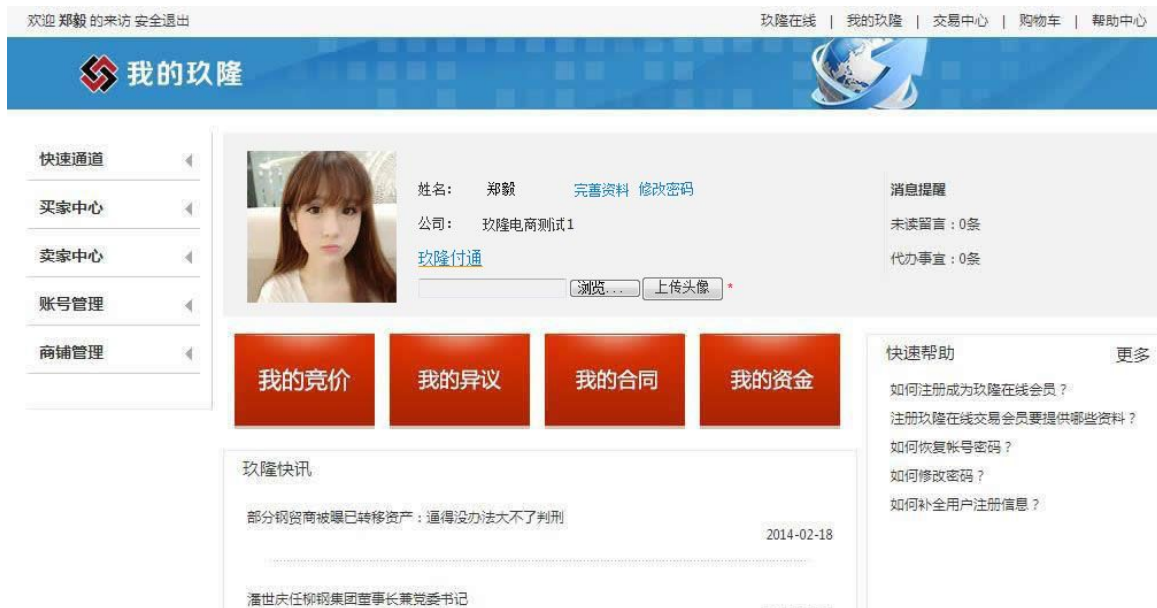 欢迎 郑毅 的来访 安全退出
玖隆在线 | 我的玖隆 | 交易中心 | 购物车 | 帮助中心
我的玖隆
快速通道
买家中心
卖家中心
账号管理
商铺管理
姓名： 郑毅 完善资料 修改密码
公司： 玖隆电商测试1
玖隆付通
浏览... 上传头像 *
消息提醒
未读留言：0条
代办事宜：0条
我的竞价
我的异议
我的合同
我的资金
快速帮助 更多
如何注册成为玖隆在线会员？
注册玖隆在线交易会员要提供哪些资料？
如何恢复帐号密码？
如何修改密码？
如何补全用户注册信息？
玖隆快讯
部分钢贸商被曝已转移资产：逼得没办法大不了判刑
2014-02-18
潘世庆任柳钢集团董事长兼党委书记